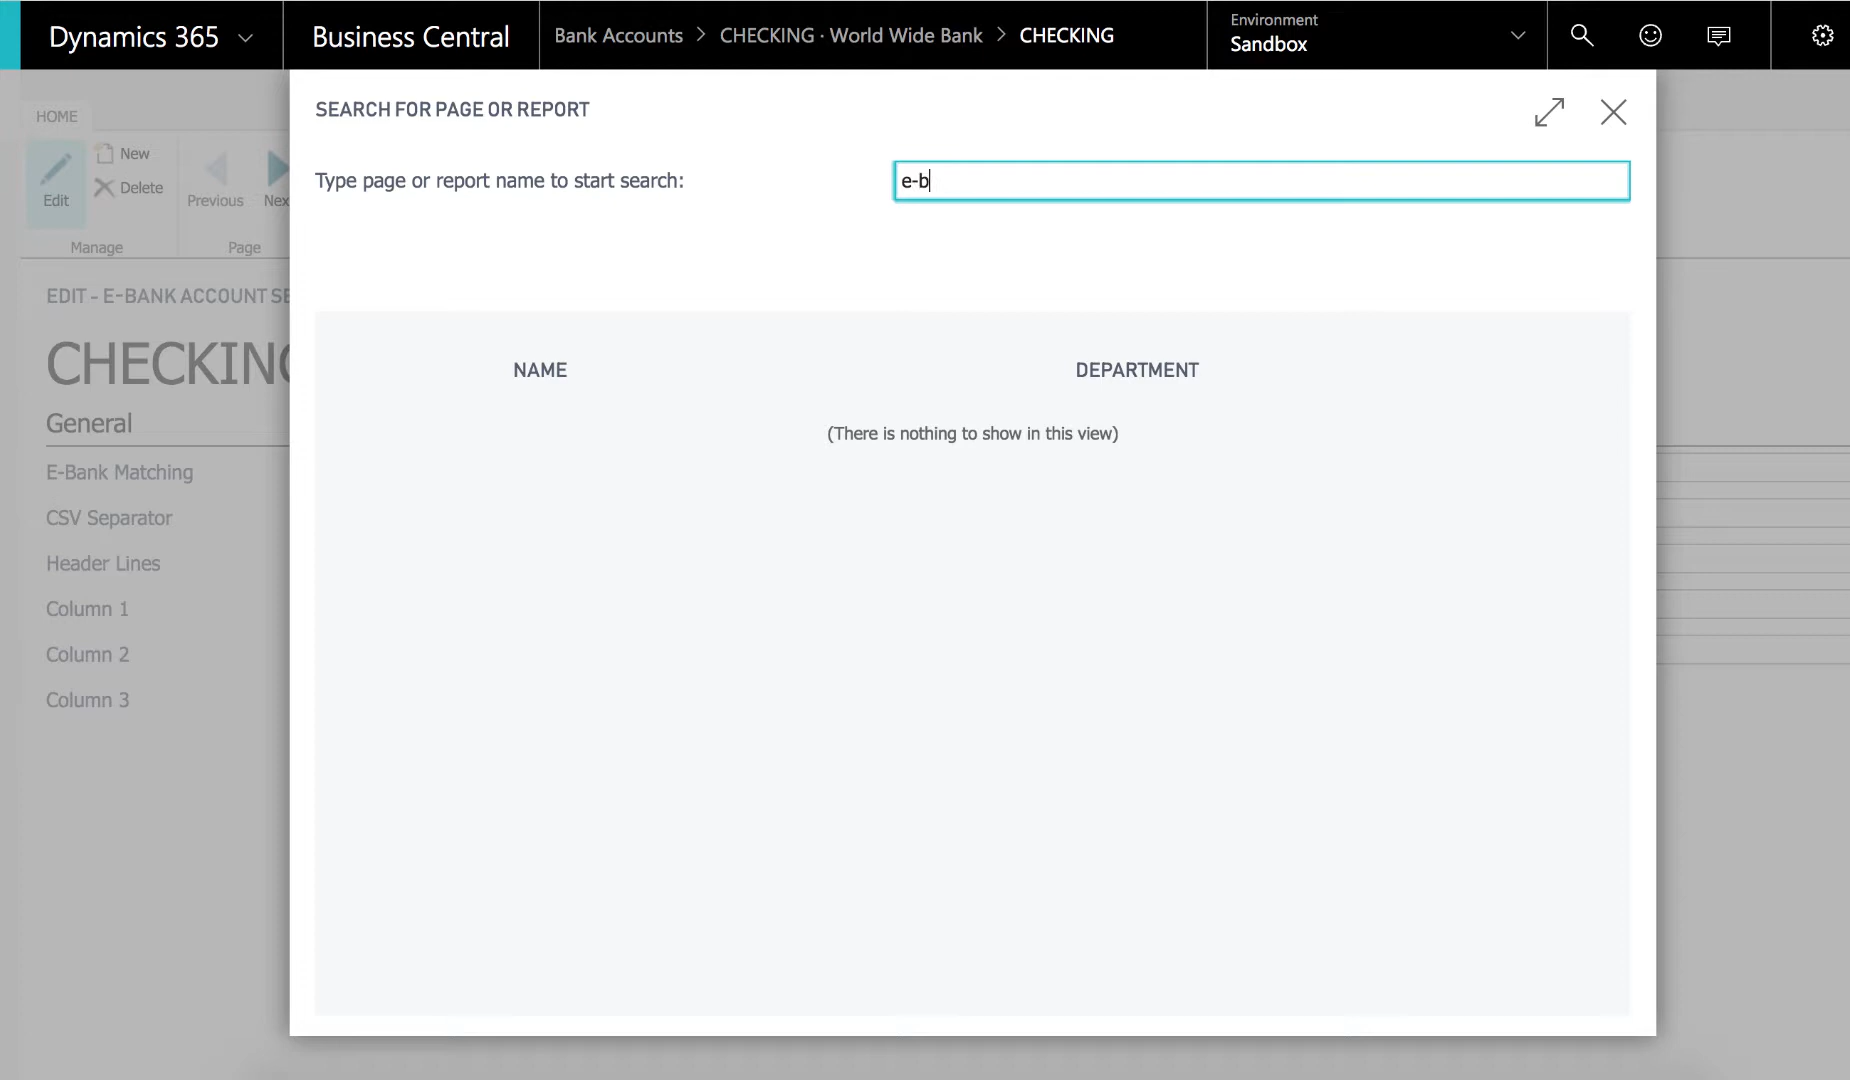 Dynamics 365
Business Central
Bank Accounts > CHECKING · World Wide Bank > CHECKING
Environment
Sandbox
HOME
Edit
New
Delete
Previous
Nex
Manage
Page
EDIT - E-BANK ACCOUNT SE
CHECKING
General
E-Bank Matching
CSV Separator
Header Lines
Column 1
Column 2
Column 3
SEARCH FOR PAGE OR REPORT
Type page or report name to start search:
e-b
NAME
DEPARTMENT
(There is nothing to show in this view)